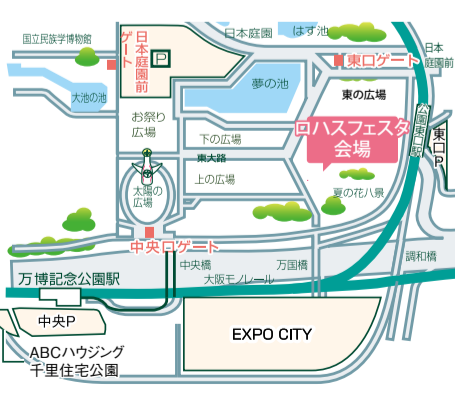 国立民族学博物館
日本庭園前
ゲート
P
日本庭園
はす池
東口ゲート
日本
庭園前
大池の池
夢の池
東の広場
お祭り
広場
下の広場
ロハスフェスタ
会場
公園東口駅
東口P
東大路
上の広場
太陽の
広場
夏の花八景
中央口ゲート
中央橋
万国橋
調和橋
万博記念公園駅
大阪モノレール
中央P
EXPO CITY
ABCハウジング
千里住宅公園